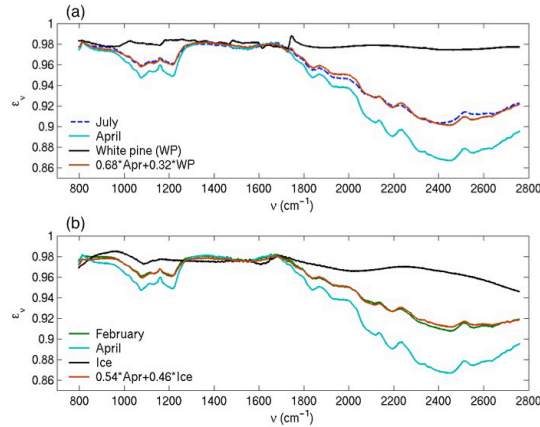 (a)
1
0.98
0.96
0.94
0.92
0.9
0.88
0.86
εν
July
April
White pine (WP)
0.68*Apr+0.32*WP
800 1000 1200 1400 1600 1800 2000 2200 2400 2600 2800
ν (cm⁻¹)
(b)
1
0.98
0.96
0.94
0.92
0.9
0.88
0.86
εν
February
April
Ice
0.54*Apr+0.46*Ice
800 1000 1200 1400 1600 1800 2000 2200 2400 2600 2800
ν (cm⁻¹)